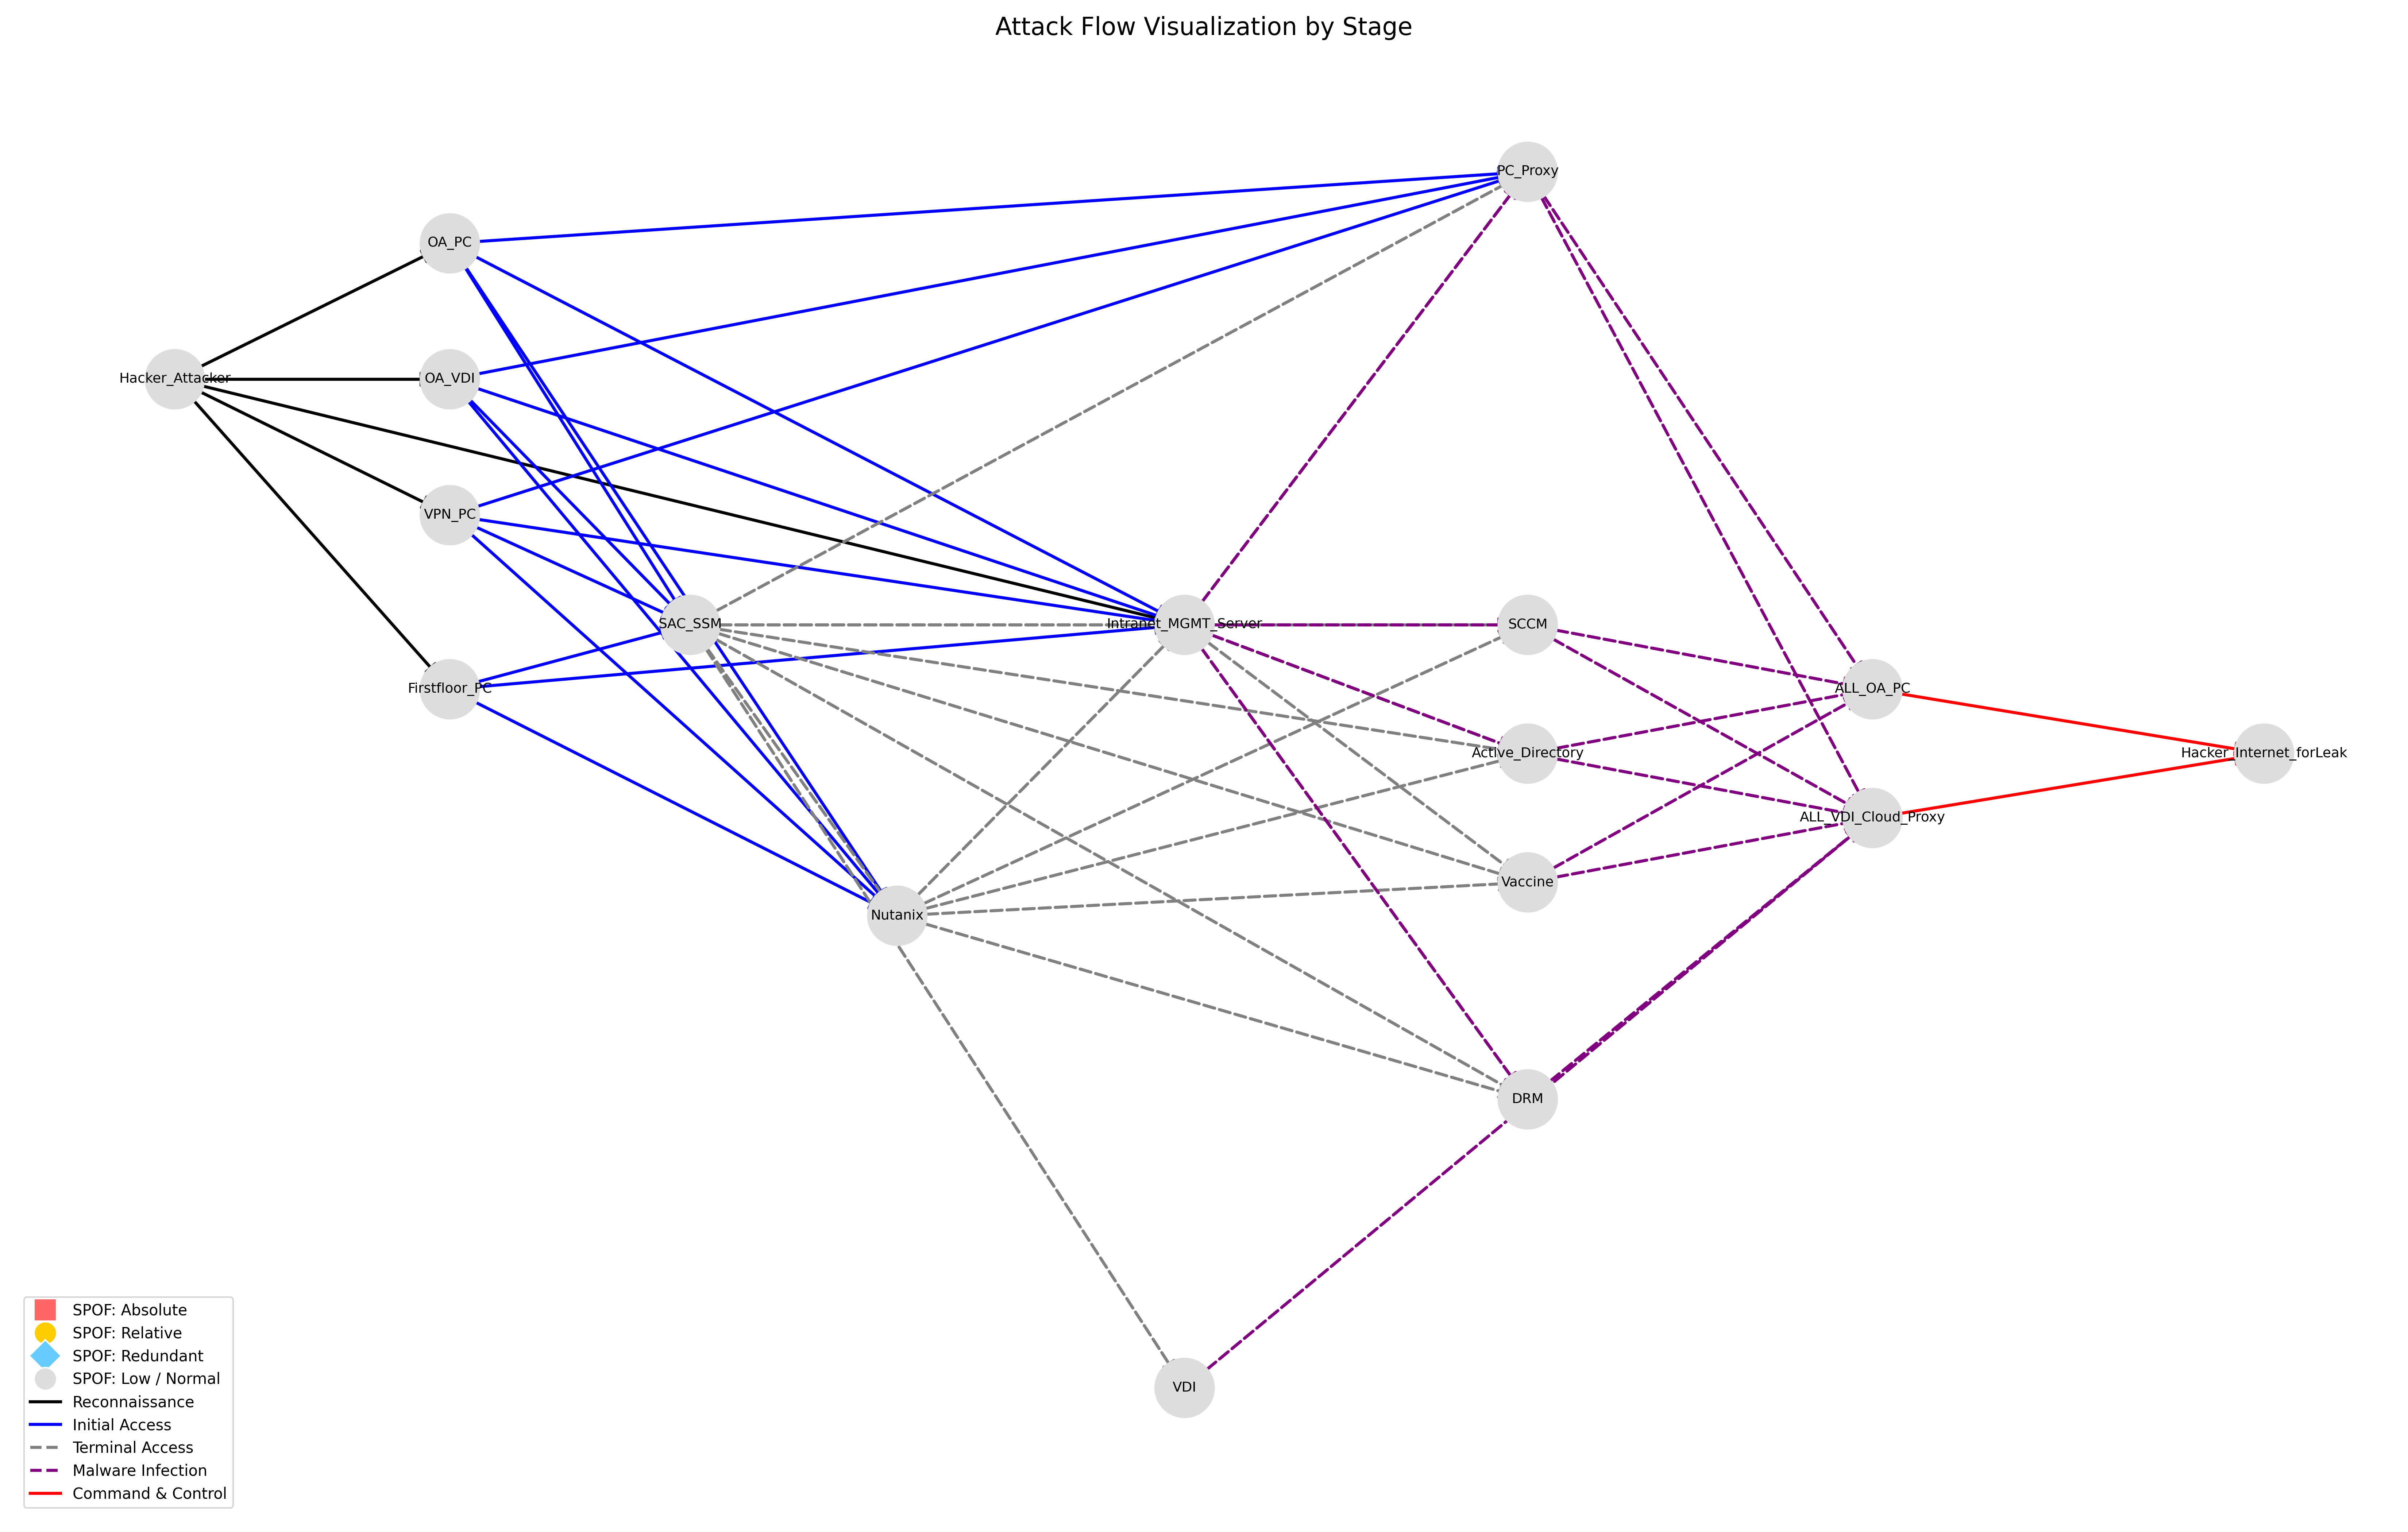 Attack Flow Visualization by Stage
PC_Proxy
OA_PC
Hacker_Attacker
OA_VDI
VPN_PC
SAC_SSM
Intranet_MGMT_Server
SCCM
Firstfloor_PC
ALL_OA_PC
Active_Directory
Hacker_Internet_forLeak
ALL_VDI_Cloud_Proxy
Vaccine
Nutanix
DRM
VDI
SPOF: Absolute
SPOF: Relative
SPOF: Redundant
SPOF: Low / Normal
Reconnaissance
Initial Access
Terminal Access
Malware Infection
Command & Control